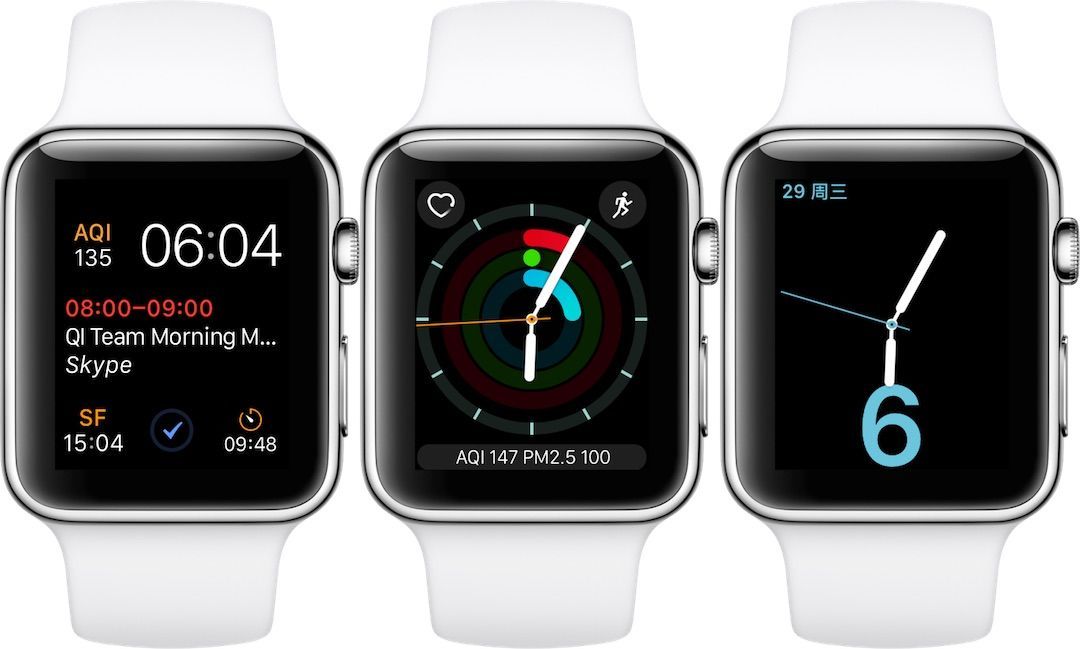 AQI
135
06:04
08:00–09:00
QI Team Morning M...
Skype
SF
15:04
09:48
AQI 147 PM2.5 100
29 周三
6